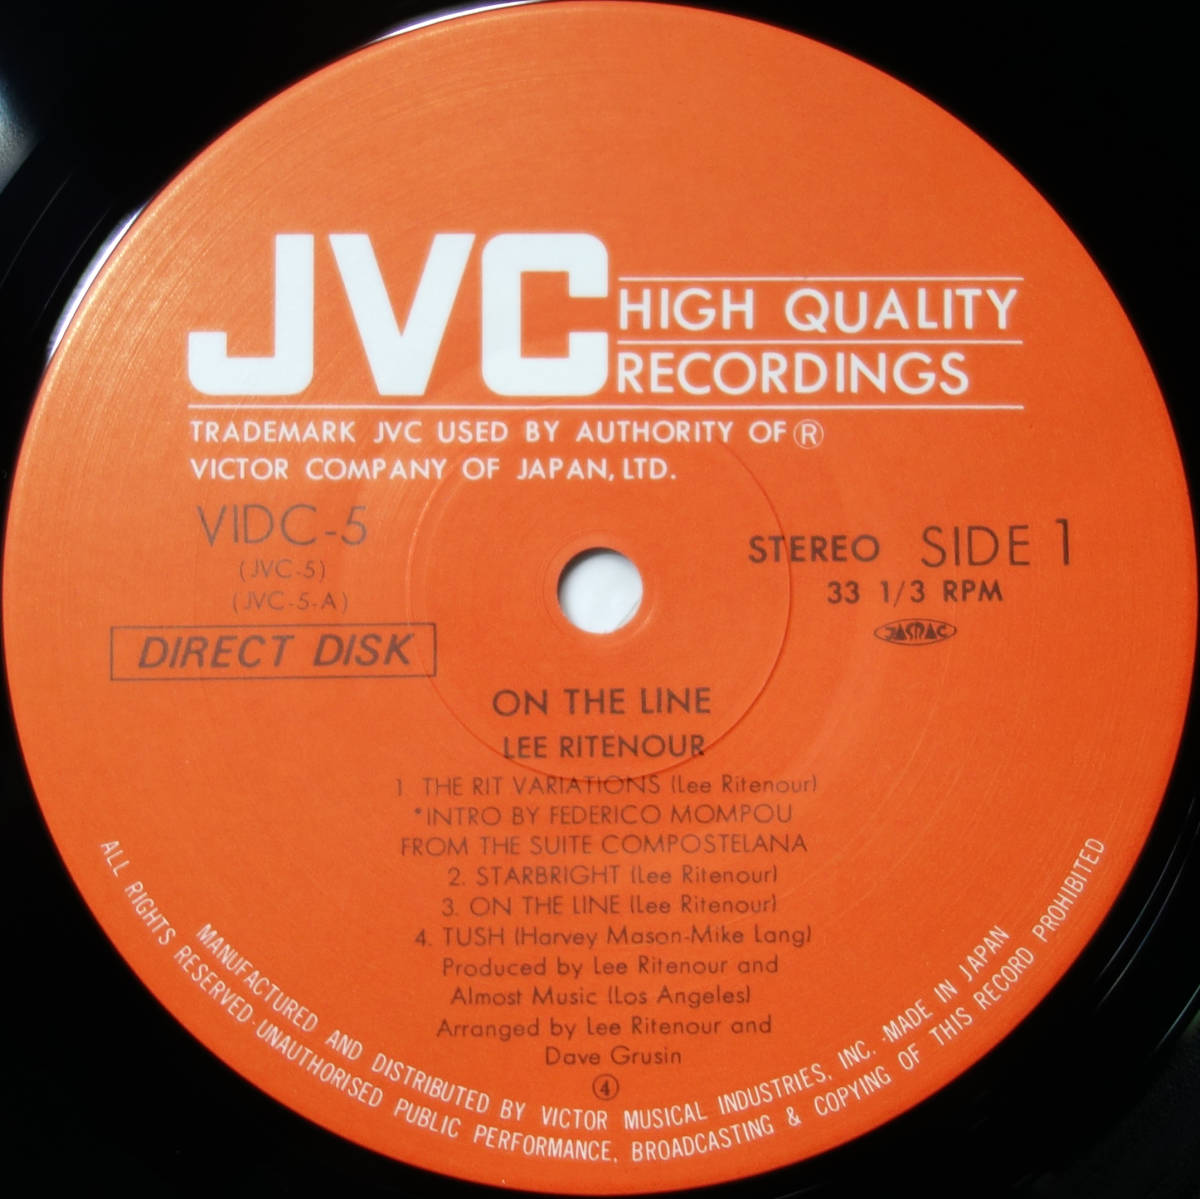 JVC
HIGH QUALITY
RECORDINGS
TRADEMARK JVC USED BY AUTHORITY OF Ⓡ
VICTOR COMPANY OF JAPAN, LTD.
VIDC-5
(JVC-5)
(JVC-5-A)
DIRECT DISK
STEREO SIDE 1
33 1/3 RPM
JASRAC
ON THE LINE
LEE RITENOUR
1 THE RIT VARIATIONS (Lee Ritenour)
*INTRO BY FEDERICO MOMPOU
FROM THE SUITE COMPOSTELANA
2. STARBRIGHT (Lee Ritenour)
3. ON THE LINE (Lee Ritenour)
4. TUSH (Harvey Mason-Mike Lang)
Produced by Lee Ritenour and
Almost Music (Los Angeles)
Arranged by Lee Ritenour and
Dave Grusin
④
MANUFACTURED AND DISTRIBUTED BY VICTOR MUSICAL INDUSTRIES, INC. -MADE IN JAPAN
ALL RIGHTS RESERVED-UNAUTHORISED PUBLIC PERFORMANCE, BROADCASTING & COPYING OF THIS RECORD PROHIBITED